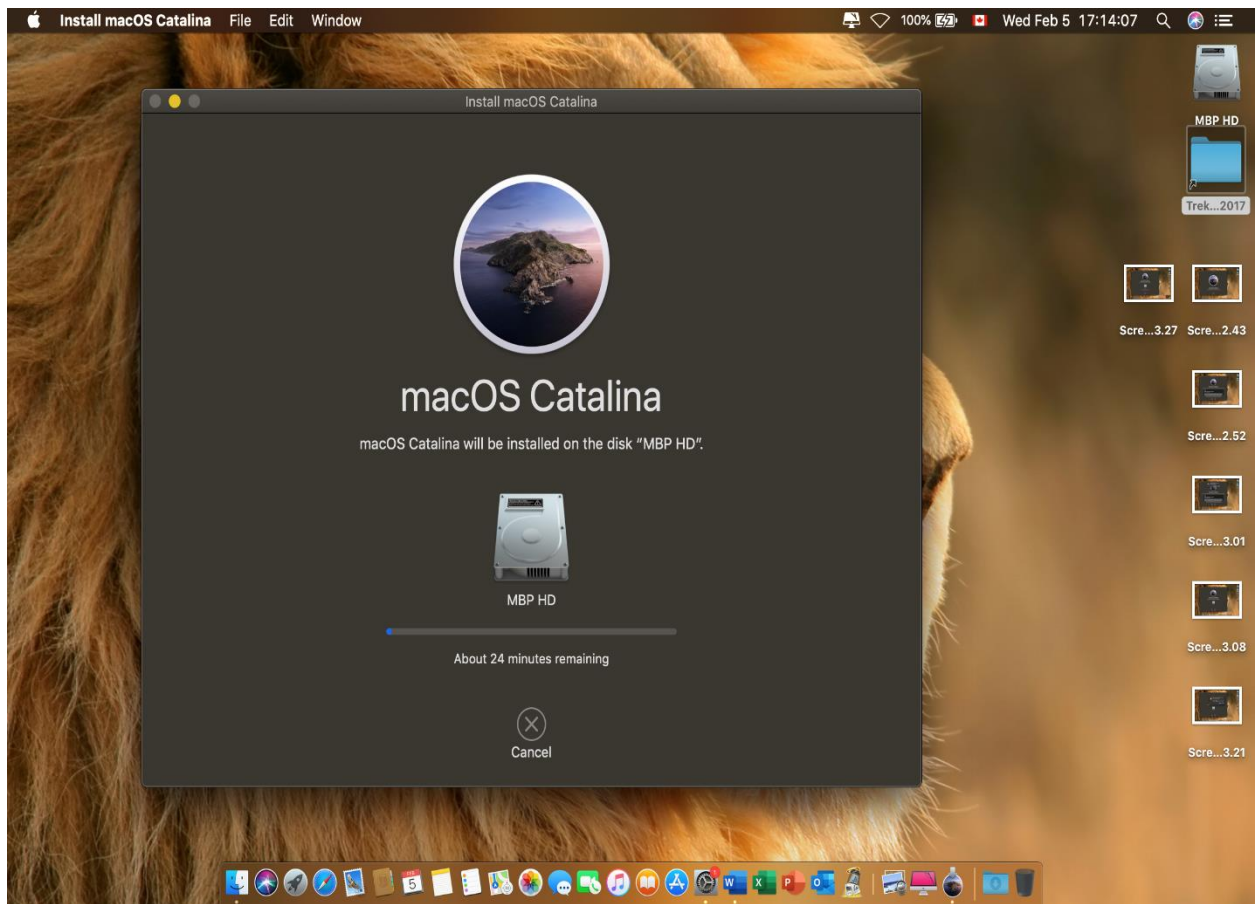 Install macOS Catalina File Edit Window 100% Wed Feb 5 17:14:07
Install macOS Catalina
macOS Catalina
macOS Catalina will be installed on the disk “MBP HD”.
MBP HD
About 24 minutes remaining
Cancel
MBP HD
Trek...2017
Scre...3.27 Scre...2.43
Scre...2.52
Scre...3.01
Scre...3.08
Scre...3.21
5